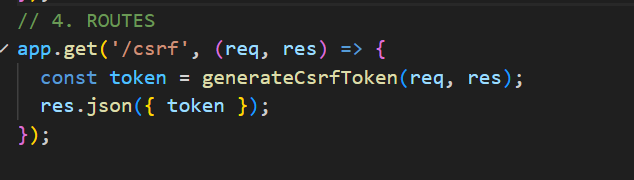 // 4. ROUTES
app.get('/csrf', (req, res) => {
  const token = generateCsrfToken(req, res);
  res.json({ token });
});